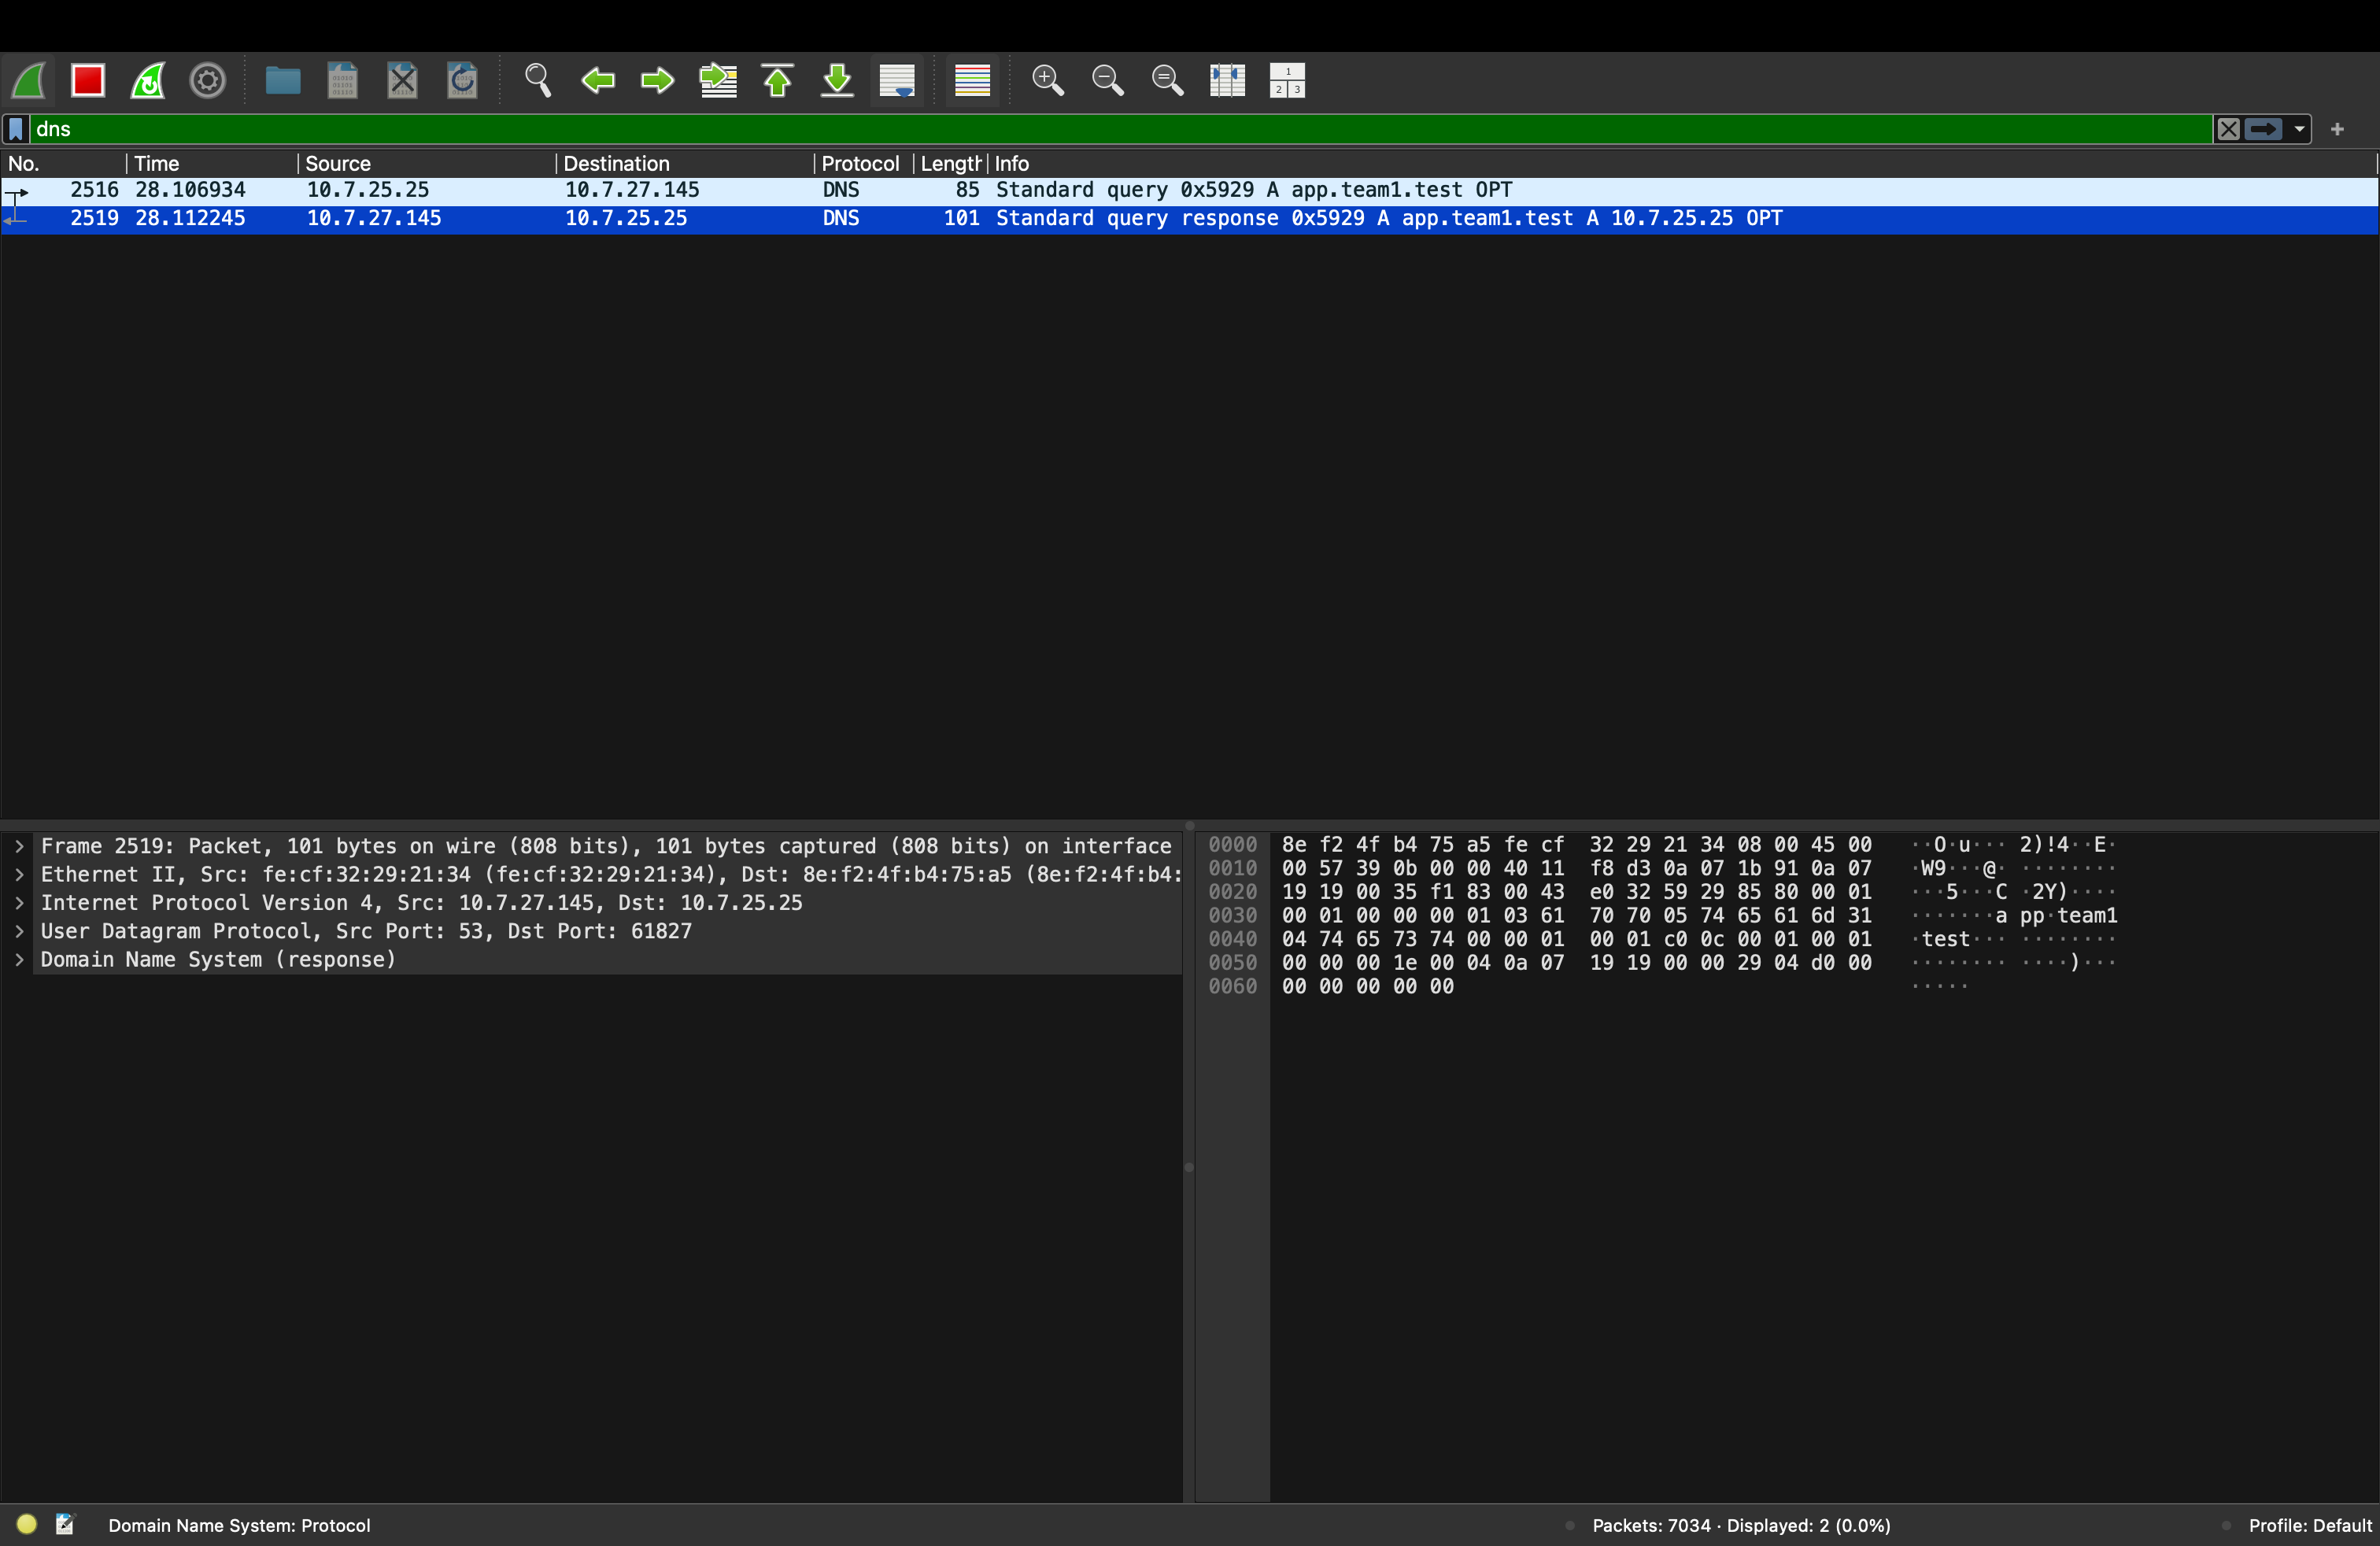 dns
No. Time Source Destination Protocol Length Info
2516 28.106934 10.7.25.25 10.7.27.145 DNS 85 Standard query 0x5929 A app.team1.test OPT
2519 28.112245 10.7.27.145 10.7.25.25 DNS 101 Standard query response 0x5929 A app.team1.test A 10.7.25.25 OPT
Frame 2519: Packet, 101 bytes on wire (808 bits), 101 bytes captured (808 bits) on interface
Ethernet II, Src: fe:cf:32:29:21:34 (fe:cf:32:29:21:34), Dst: 8e:f2:4f:b4:75:a5 (8e:f2:4f:b4:
Internet Protocol Version 4, Src: 10.7.27.145, Dst: 10.7.25.25
User Datagram Protocol, Src Port: 53, Dst Port: 61827
Domain Name System (response)
0000 8e f2 4f b4 75 a5 fe cf 32 29 21 34 08 00 45 00 ··O·u··· 2)!4··E·
0010 00 57 39 0b 00 00 40 11 f8 d3 0a 07 1b 91 0a 07 ·W9···@· ········
0020 19 19 00 35 f1 83 00 43 e0 32 59 29 85 80 00 01 ···5···C ·2Y)····
0030 00 01 00 00 00 01 03 61 70 70 05 74 65 61 6d 31 ·······a pp·team1
0040 04 74 65 73 74 00 00 01 00 01 c0 0c 00 01 00 01 ·test··· ········
0050 00 00 00 1e 00 04 0a 07 19 19 00 00 29 04 d0 00 ········ ····)···
0060 00 00 00 00 00 ·····
Domain Name System: Protocol
Packets: 7034 · Displayed: 2 (0.0%)
Profile: Default